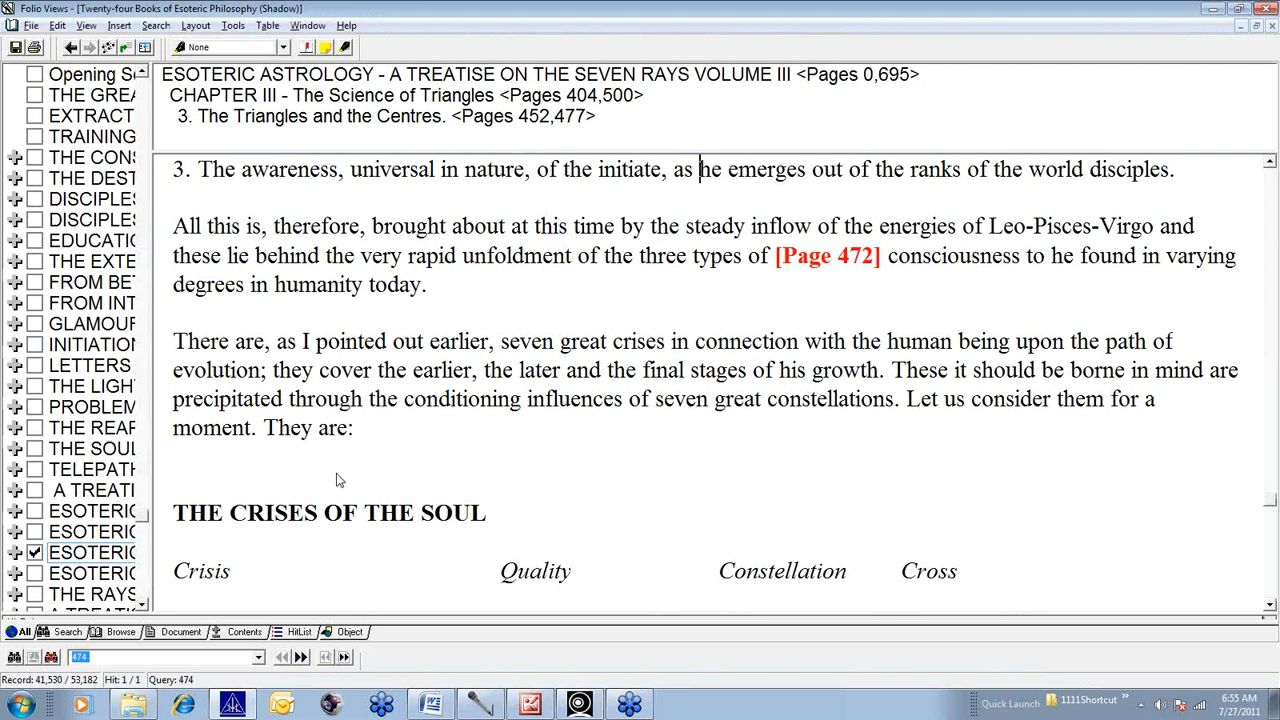 Folio Views - [Twenty-four Books of Esoteric Philosophy (Shadow)]
File Edit View Insert Search Layout Tools Table Window Help
None
Opening Se
THE GREA
EXTRACT
TRAINING
THE CON
THE DEST
DISCIPLES
DISCIPLES
EDUCATIO
THE EXTE
FROM BE
FROM INT
GLAMOUR
INITIATION
LETTERS
THE LIGH
PROBLEM
THE REAP
THE SOUL
TELEPATH
A TREATI
ESOTERIC
ESOTERIC
ESOTERIC
ESOTERIC
THE RAYS
ESOTERIC ASTROLOGY - A TREATISE ON THE SEVEN RAYS VOLUME III <Pages 0,695>
CHAPTER III - The Science of Triangles <Pages 404,500>
3. The Triangles and the Centres. <Pages 452,477>
3. The awareness, universal in nature, of the initiate, as he emerges out of the ranks of the world disciples.
All this is, therefore, brought about at this time by the steady inflow of the energies of Leo-Pisces-Virgo and
these lie behind the very rapid unfoldment of the three types of [Page 472] consciousness to he found in varying
degrees in humanity today.
There are, as I pointed out earlier, seven great crises in connection with the human being upon the path of
evolution; they cover the earlier, the later and the final stages of his growth. These it should be borne in mind are
precipitated through the conditioning influences of seven great constellations. Let us consider them for a
moment. They are:
THE CRISES OF THE SOUL
Crisis Quality Constellation Cross
All Search Browse Document Contents HitList Object
474
Record: 41,530 / 53,182 Hit: 1 / 1 Query: 474
Quick Launch 1111Shortcut 6:55 AM
7/27/2011